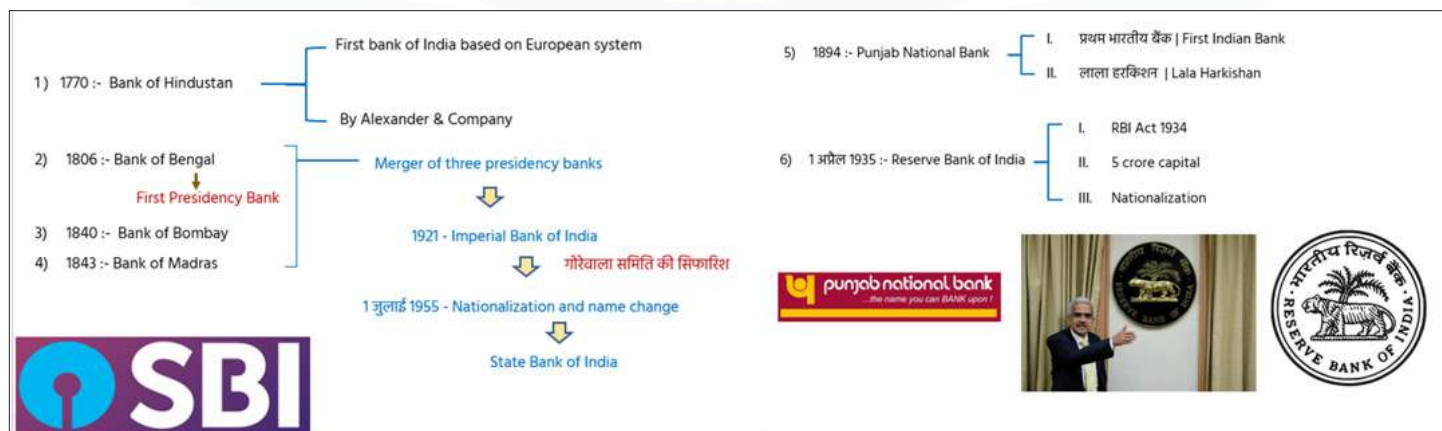 First bank of India based on European system
1) 1770 :- Bank of Hindustan
By Alexander & Company
2) 1806 :- Bank of Bengal
First Presidency Bank
3) 1840 :- Bank of Bombay
4) 1843 :- Bank of Madras
Merger of three presidency banks
1921 - Imperial Bank of India
गोरेवाला समिति की सिफारिश
1 जुलाई 1955 - Nationalization and name change
State Bank of India
SBI
5) 1894 :- Punjab National Bank
I. प्रथम भारतीय बैंक | First Indian Bank
II. लाला हरकिशन | Lala Harkishan
6) 1 अप्रैल 1935 :- Reserve Bank of India
I. RBI Act 1934
II. 5 crore capital
III. Nationalization
punjab national bank
...the name you can BANK upon !
भारतीय रिज़र्व बैंक
RESERVE BANK OF INDIA